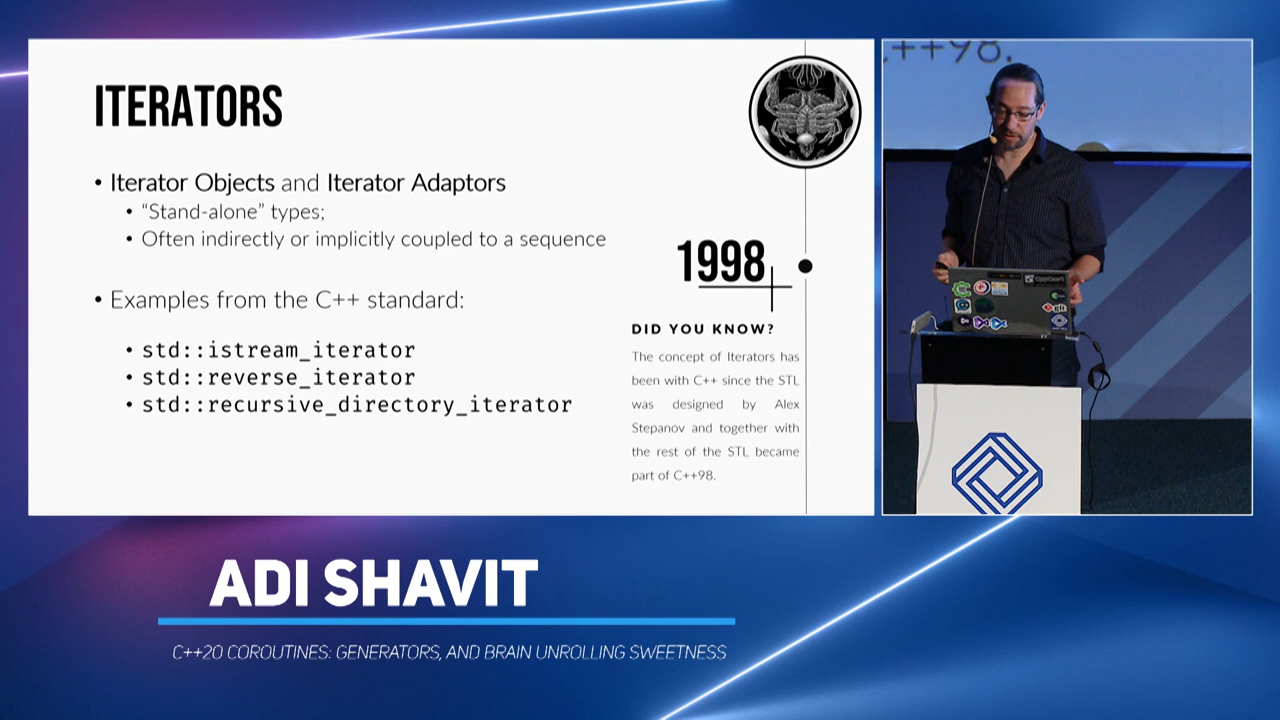 ITERATORS
• Iterator Objects and Iterator Adaptors
• “Stand-alone” types;
• Often indirectly or implicitly coupled to a sequence
• Examples from the C++ standard:
• std::istream_iterator
• std::reverse_iterator
• std::recursive_directory_iterator
1998
DID YOU KNOW?
The concept of Iterators has
been with C++ since the STL
was designed by Alex
Stepanov and together with
the rest of the STL became
part of C++98.
C++98.
git
ADI SHAVIT
C++20 COROUTINES: GENERATORS, AND BRAIN UNROLLING SWEETNESS